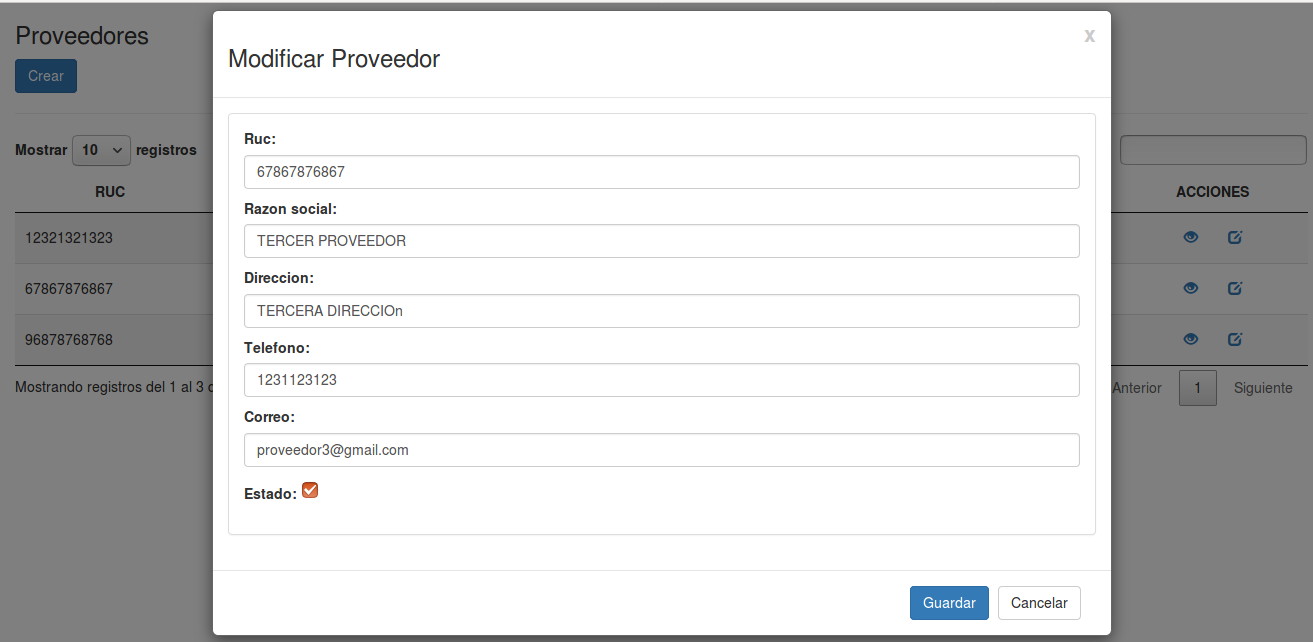 Proveedores
Crear
Mostrar 10 registros
RUC
ACCIONES
12321321323
67867876867
96878768768
Mostrando registros del 1 al 3
Anterior 1 Siguiente
x
Modificar Proveedor
Ruc:
67867876867
Razon social:
TERCER PROVEEDOR
Direccion:
TERCERA DIRECCIOn
Telefono:
1231123123
Correo:
proveedor3@gmail.com
Estado:
Guardar Cancelar